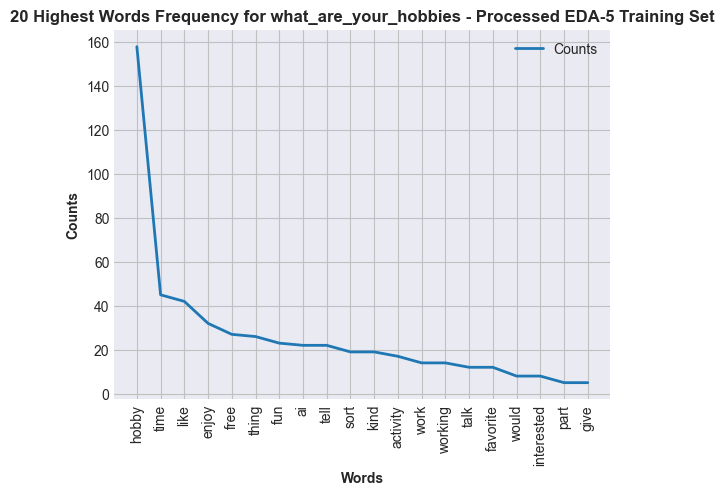 20 Highest Words Frequency for what_are_your_hobbies - Processed EDA-5 Training Set
Counts
160
140
120
100
80
60
40
20
0
Counts
hobby
time
like
enjoy
free
thing
fun
ai
tell
sort
kind
activity
work
working
talk
favorite
would
interested
part
give
Words